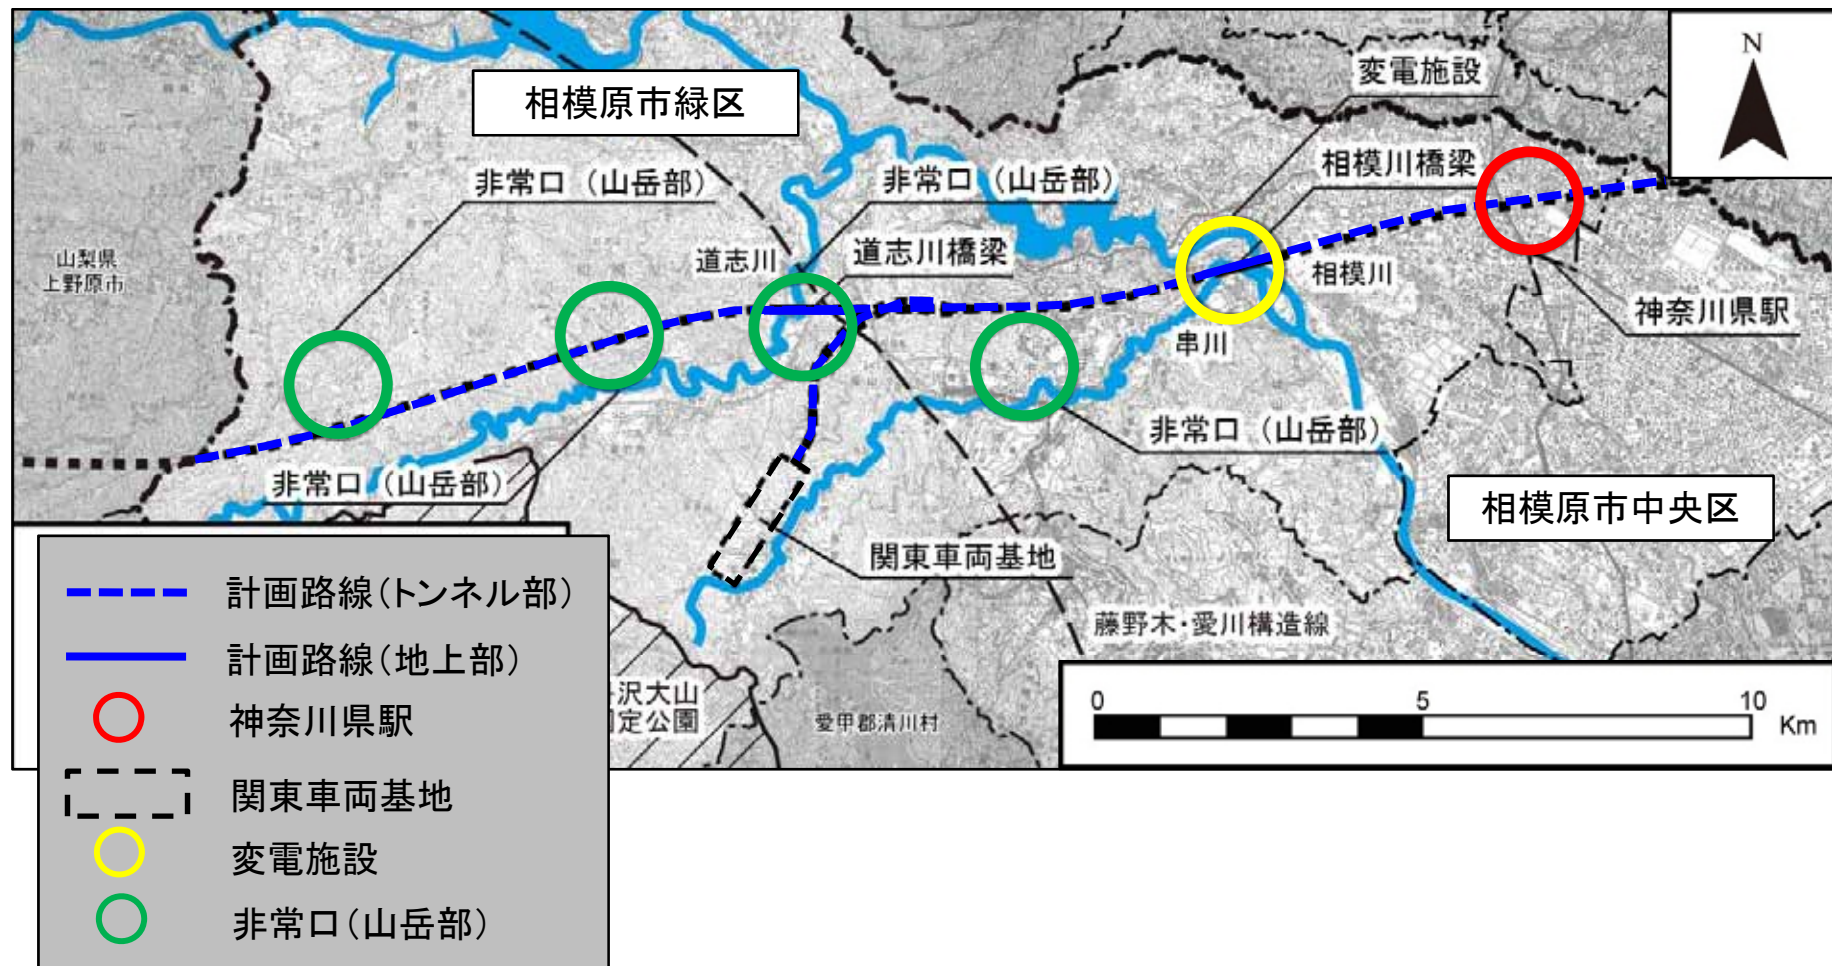 N
変電施設
相模原市緑区
相模川橋梁
非常口（山岳部）
非常口（山岳部）
道志川
道志川橋梁
山梨県
上野原市
相模川
神奈川県駅
串川
非常口（山岳部）
非常口（山岳部）
相模原市中央区
関東車両基地
藤野木・愛川構造線
沢大山
定公園
愛甲郡清川村
0
5
10
Km
計画路線（トンネル部）
計画路線（地上部）
神奈川県駅
関東車両基地
変電施設
非常口（山岳部）